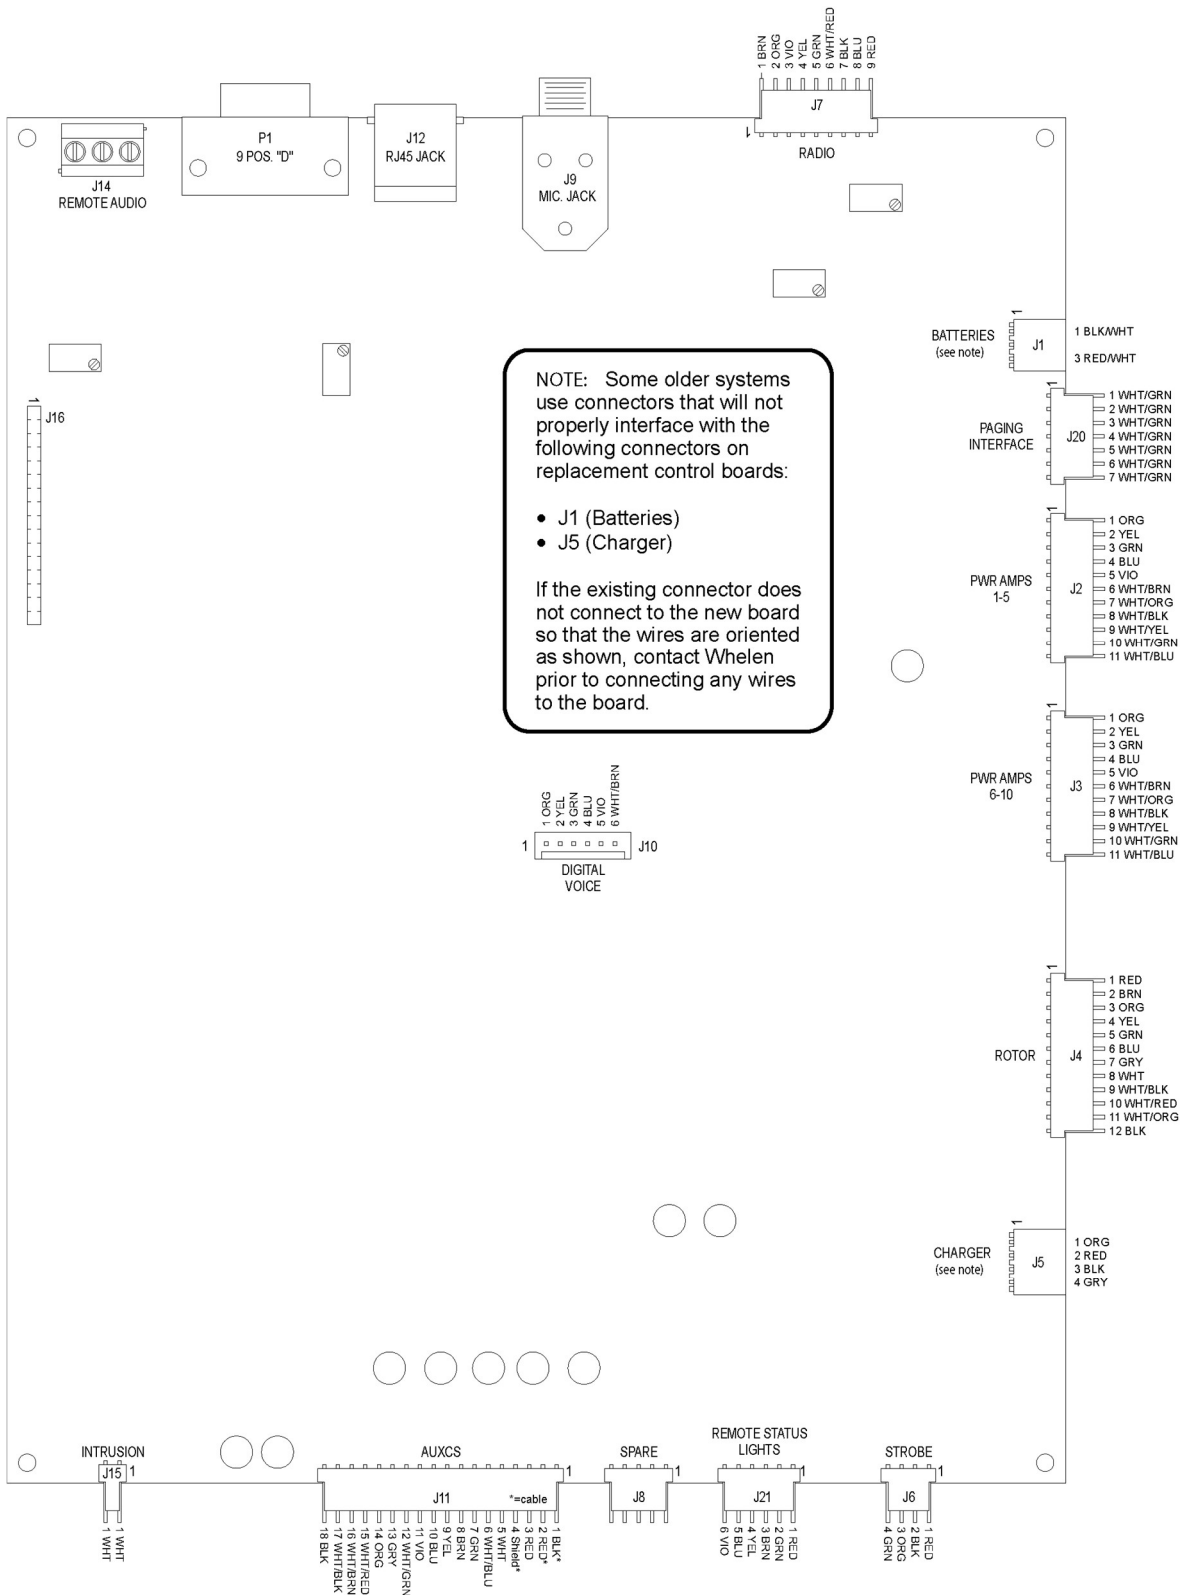 1 BRN
2 ORG
3 VIO
4 YEL
5 GRN
6 WHT/RED
7 BLK
8 BLU
9 RED
J7
1
RADIO
P1
9 POS. "D"
J12
RJ45 JACK
J9
MIC. JACK
J14
REMOTE AUDIO
1
J16
BATTERIES
(see note)
1
J1
1 BLK/WHT
3 RED/WHT
NOTE: Some older systems
use connectors that will not
properly interface with the
following connectors on
replacement control boards:
• J1 (Batteries)
• J5 (Charger)
If the existing connector does
not connect to the new board
so that the wires are oriented
as shown, contact Whelen
prior to connecting any wires
to the board.
PAGING
INTERFACE
1
J20
1 WHT/GRN
2 WHT/GRN
3 WHT/GRN
4 WHT/GRN
5 WHT/GRN
6 WHT/GRN
7 WHT/GRN
PWR AMPS
1-5
1
J2
1 ORG
2 YEL
3 GRN
4 BLU
5 VIO
6 WHT/BRN
7 WHT/ORG
8 WHT/BLK
9 WHT/YEL
10 WHT/GRN
11 WHT/BLU
PWR AMPS
6-10
1
J3
1 ORG
2 YEL
3 GRN
4 BLU
5 VIO
6 WHT/BRN
7 WHT/ORG
8 WHT/BLK
9 WHT/YEL
10 WHT/GRN
11 WHT/BLU
1 ORG
2 YEL
3 GRN
4 BLU
5 VIO
6 WHT/BRN
1
J10
DIGITAL
VOICE
ROTOR
1
J4
1 RED
2 BRN
3 ORG
4 YEL
5 GRN
6 BLU
7 GRY
8 WHT
9 WHT/BLK
10 WHT/RED
11 WHT/ORG
12 BLK
CHARGER
(see note)
1
J5
1 ORG
2 RED
3 BLK
4 GRY
INTRUSION
J15
1
1 WHT
1 WHT
AUXCS
1
J11
*=cable
18 BLK
17 WHT/BLK
16 WHT/BRN
15 WHT/RED
14 ORG
13 GRY
12 WHT/GRN
11 VIO
10 BLU
9 YEL
8 BRN
7 GRN
6 WHT/BLU
5 WHT
4 Shield*
3 RED
2 RED*
1 BLK*
SPARE
1
J8
REMOTE STATUS
LIGHTS
1
J21
6 VIO
5 BLU
4 YEL
3 BRN
2 GRN
1 RED
STROBE
1
J6
4 GRN
3 ORG
2 BLK
1 RED